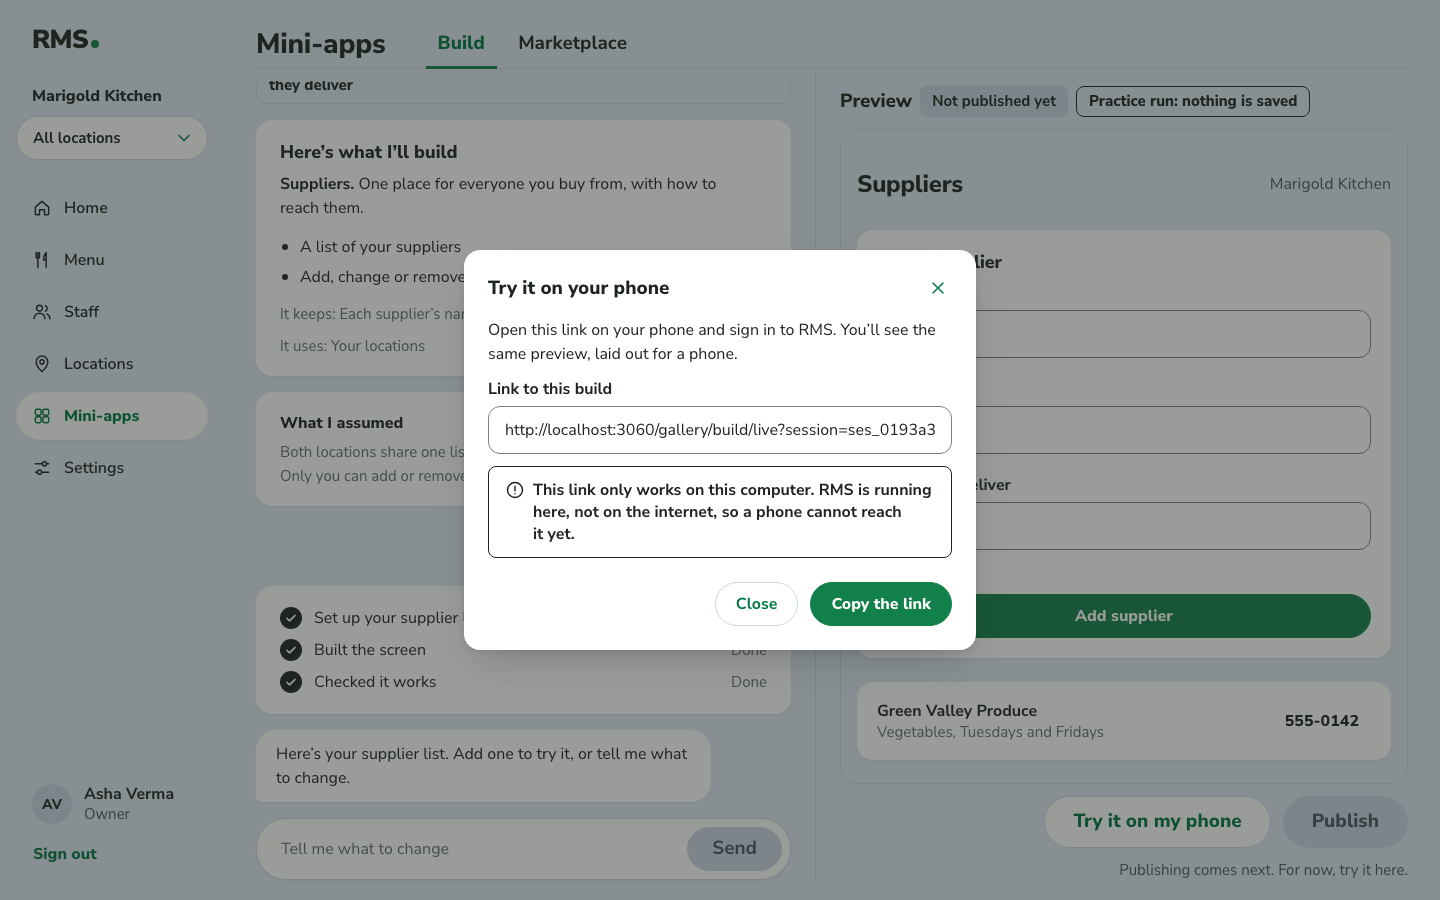 RMS.
Marigold Kitchen
All locations
Home
Menu
Staff
Locations
Mini-apps
Settings
AV
Asha Verma
Owner
Sign out
Mini-apps
Build
Marketplace
they deliver
Here's what I'll build
Suppliers. One place for everyone you buy from, with how to
reach them.
A list of your suppliers
Add, change or remove
It keeps: Each supplier's
It uses: Your locations
What I assumed
Both locations share one
Only you can add or remove
Set up your supplier
Built the screen
Done
Checked it works
Done
Here's your supplier list. Add one to try it, or tell me what
to change.
Tell me what to change
Send
Try it on your phone
Open this link on your phone and sign in to RMS. You'll see the
same preview, laid out for a phone.
Link to this build
http://localhost:3060/gallery/build/live?session=ses_0193a3
This link only works on this computer. RMS is running
here, not on the internet, so a phone cannot reach
it yet.
Close
Copy the link
Preview
Not published yet
Practice run: nothing is saved
Suppliers
Marigold Kitchen
Add supplier
Green Valley Produce
Vegetables, Tuesdays and Fridays
555-0142
Try it on my phone
Publish
Publishing comes next. For now, try it here.